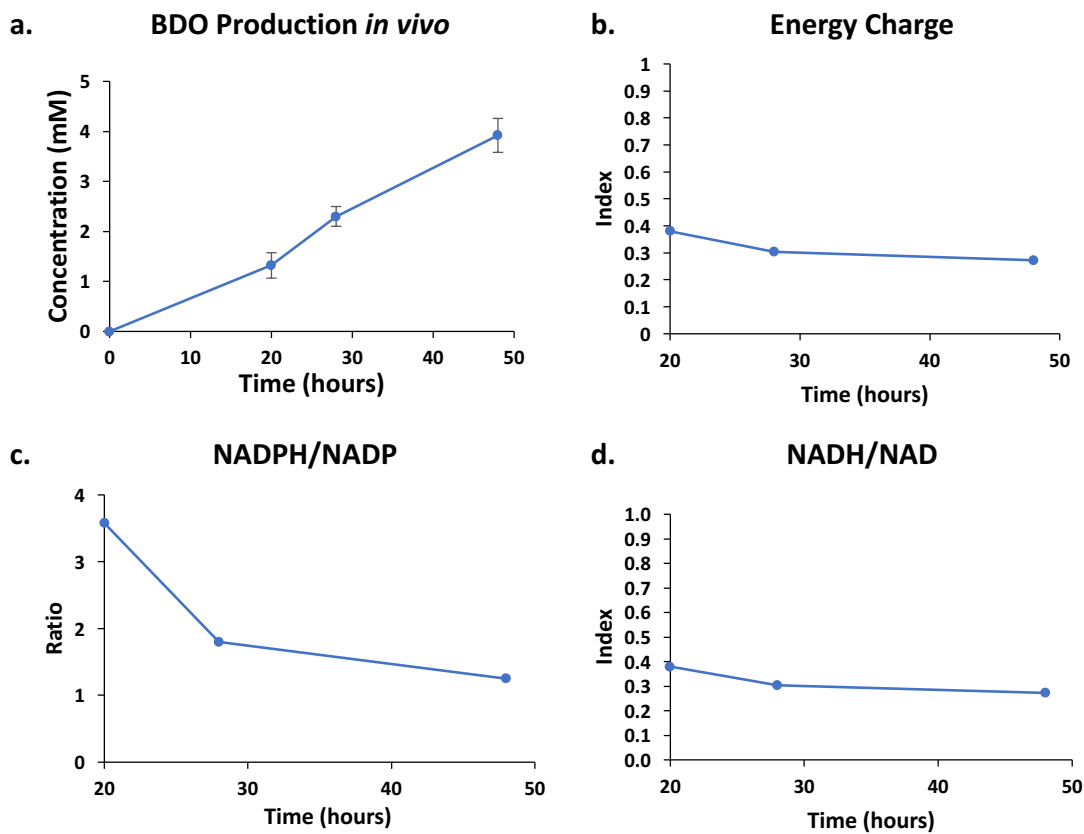 a.
BDO Production in vivo
Concentration (mM)
5
4
3
2
1
0
0 10 20 30 40 50
Time (hours)
b.
Energy Charge
Index
1
0.9
0.8
0.7
0.6
0.5
0.4
0.3
0.2
0.1
0
20 30 40 50
Time (hours)
c.
NADPH/NADP
Ratio
4
3
2
1
0
20 30 40 50
Time (hours)
d.
NADH/NAD
Index
1.0
0.9
0.8
0.7
0.6
0.5
0.4
0.3
0.2
0.1
0.0
20 30 40 50
Time (hours)